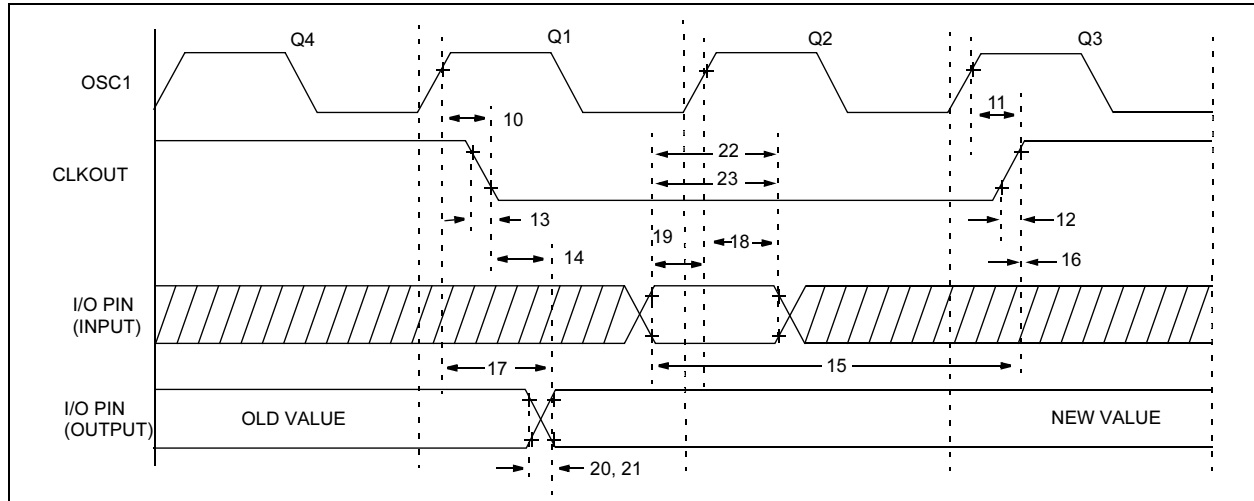 Q4
Q1
Q2
Q3
OSC1
11
10
22
CLKOUT
23
13
12
19
18
14
16
I/O PIN
(INPUT)
17
15
I/O PIN
(OUTPUT)
OLD VALUE
NEW VALUE
20, 21